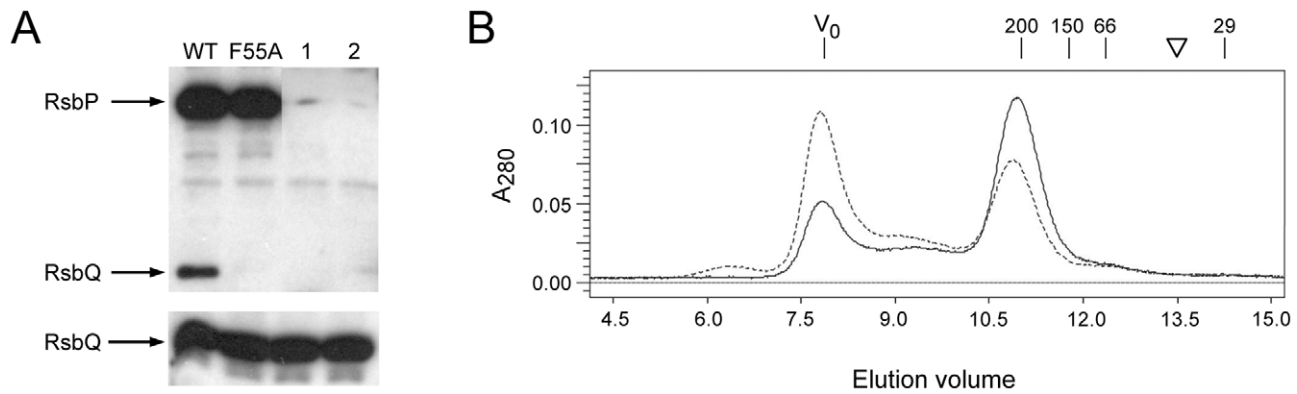 A
WT F55A 1 2
RsbP
RsbQ
RsbQ
B
V0 200 150 66 29
0.10
0.05
0.00
A280
4.5 6.0 7.5 9.0 10.5 12.0 13.5 15.0
Elution volume